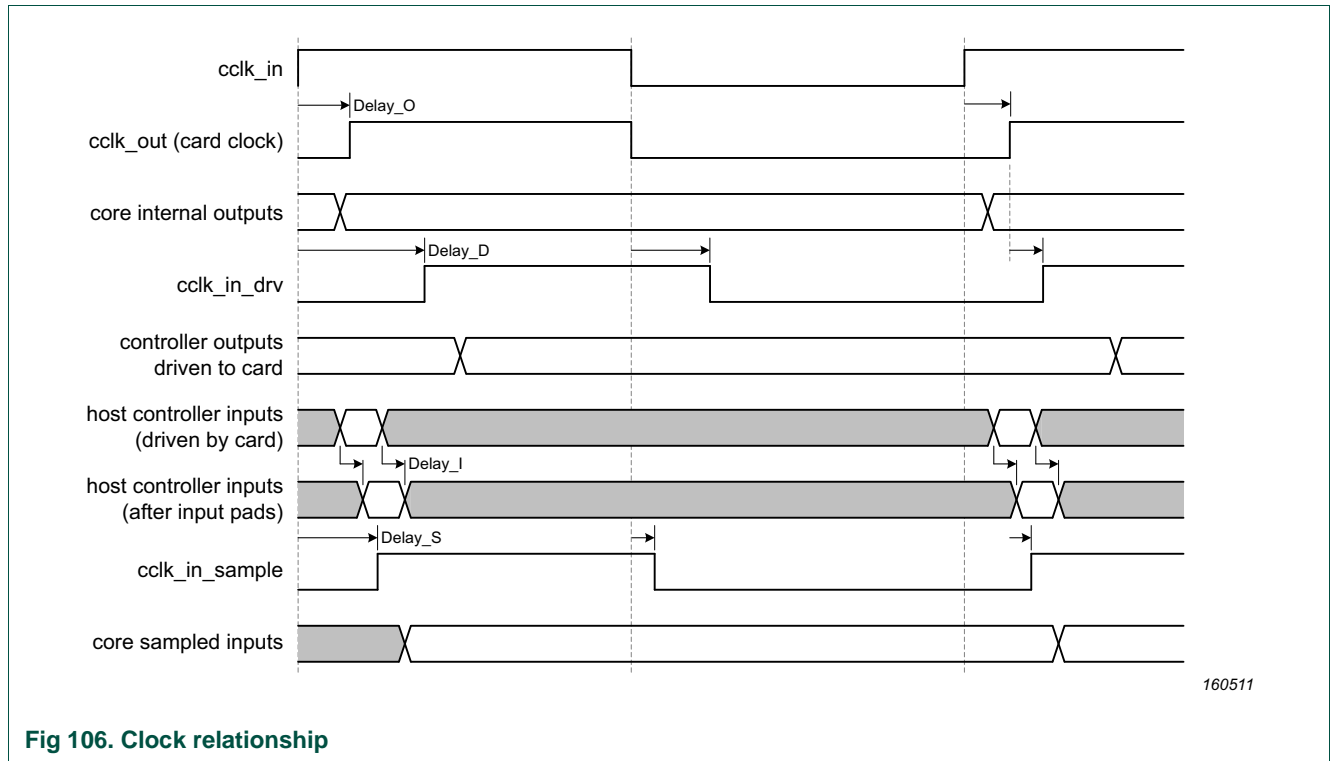 cclk_in
Delay_O
cclk_out (card clock)
core internal outputs
Delay_D
cclk_in_drv
controller outputs
driven to card
host controller inputs
(driven by card)
Delay_I
host controller inputs
(after input pads)
Delay_S
cclk_in_sample
core sampled inputs
160511
Fig 106. Clock relationship